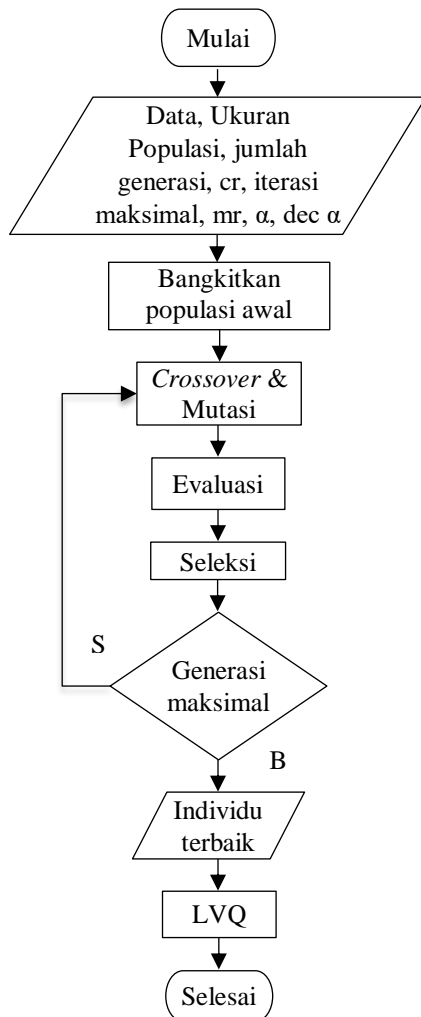 Mulai
Data, Ukuran
Populasi, jumlah
generasi, cr, iterasi
maksimal, mr, α, dec α
Bangkitkan
populasi awal
Crossover &
Mutasi
Evaluasi
Seleksi
S
Generasi
maksimal
B
Individu
terbaik
LVQ
Selesai